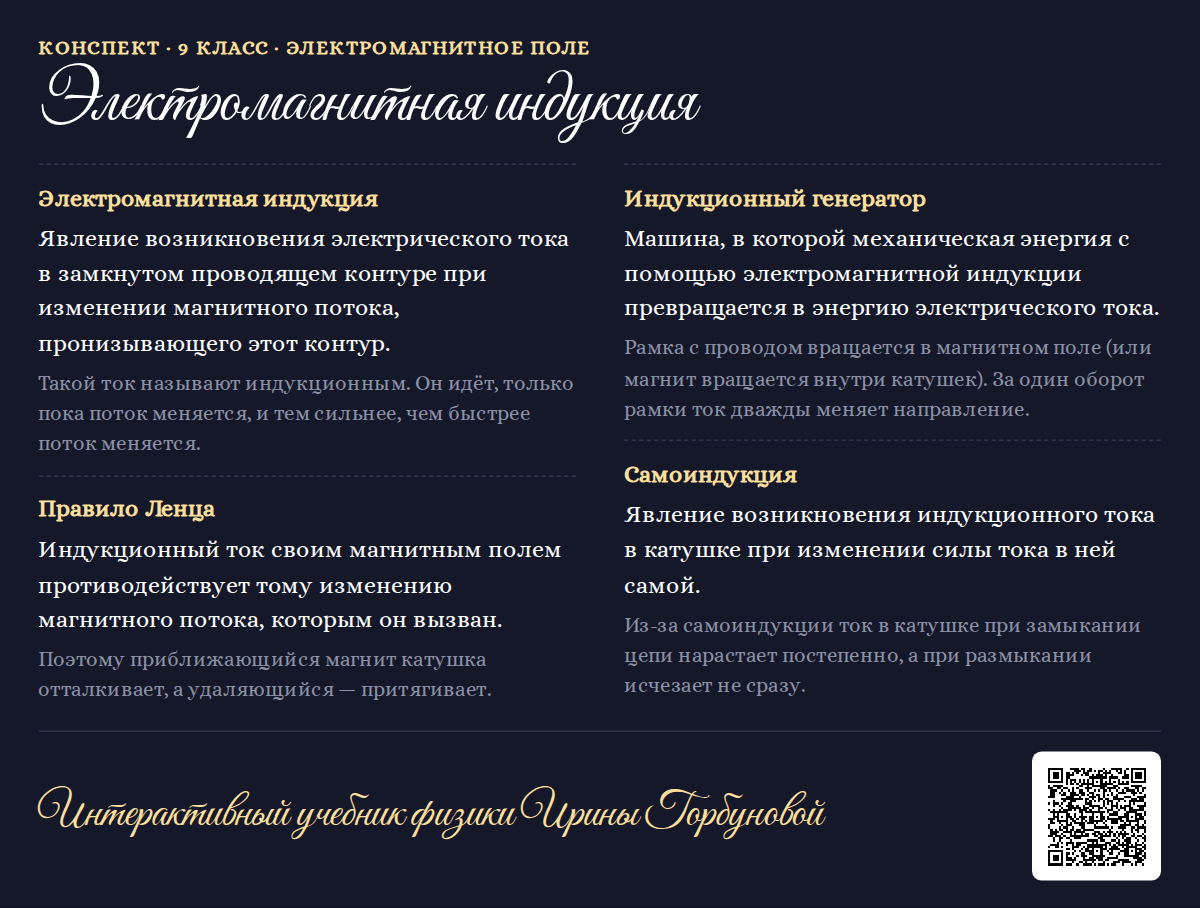 КОНСПЕКТ · 9 КЛАСС · ЭЛЕКТРОМАГНИТНОЕ ПОЛЕ
Электромагнитная индукция
Электромагнитная индукция
Явление возникновения электрического тока
в замкнутом проводящем контуре при
изменении магнитного потока,
пронизывающего этот контур.
Такой ток называют индукционным. Он идёт, только
пока поток меняется, и тем сильнее, чем быстрее
поток меняется.
Правило Ленца
Индукционный ток своим магнитным полем
противодействует тому изменению
магнитного потока, которым он вызван.
Поэтому приближающийся магнит катушка
отталкивает, а удаляющийся — притягивает.
Индукционный генератор
Машина, в которой механическая энергия с
помощью электромагнитной индукции
превращается в энергию электрического тока.
Рамка с проводом вращается в магнитном поле (или
магнит вращается внутри катушек). За один оборот
рамки ток дважды меняет направление.
Самоиндукция
Явление возникновения индукционного тока
в катушке при изменении силы тока в ней
самой.
Из-за самоиндукции ток в катушке при замыкании
цепи нарастает постепенно, а при размыкании
исчезает не сразу.
Интерактивный учебник физики Ирины Горбуновой